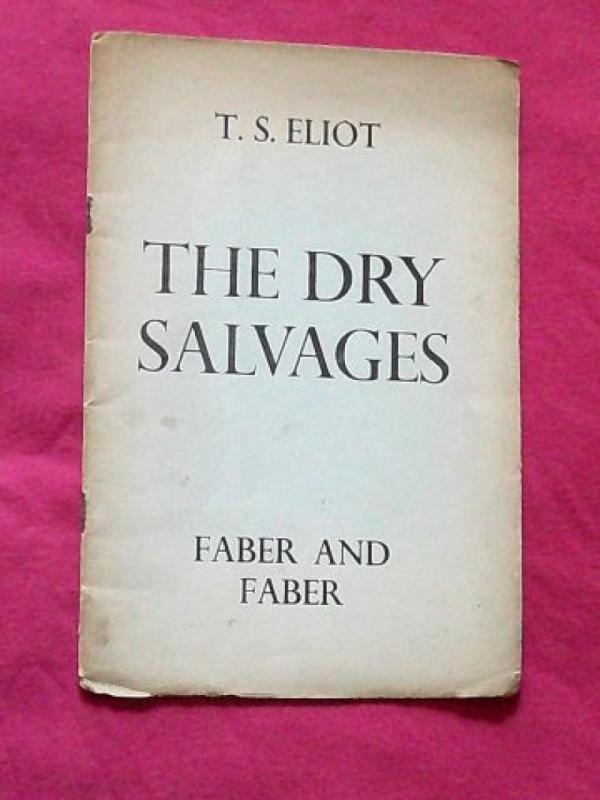 T. S. ELIOT
THE DRY
SALVAGES
FABER AND
FABER